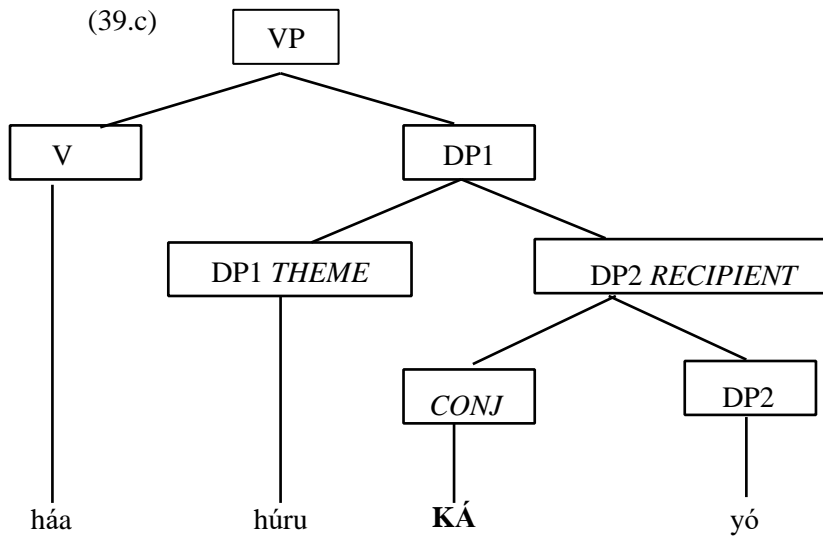 (39.c)
VP
V DP1
DP1 THEME DP2 RECIPIENT
CONJ DP2
háa húru KÁ yó